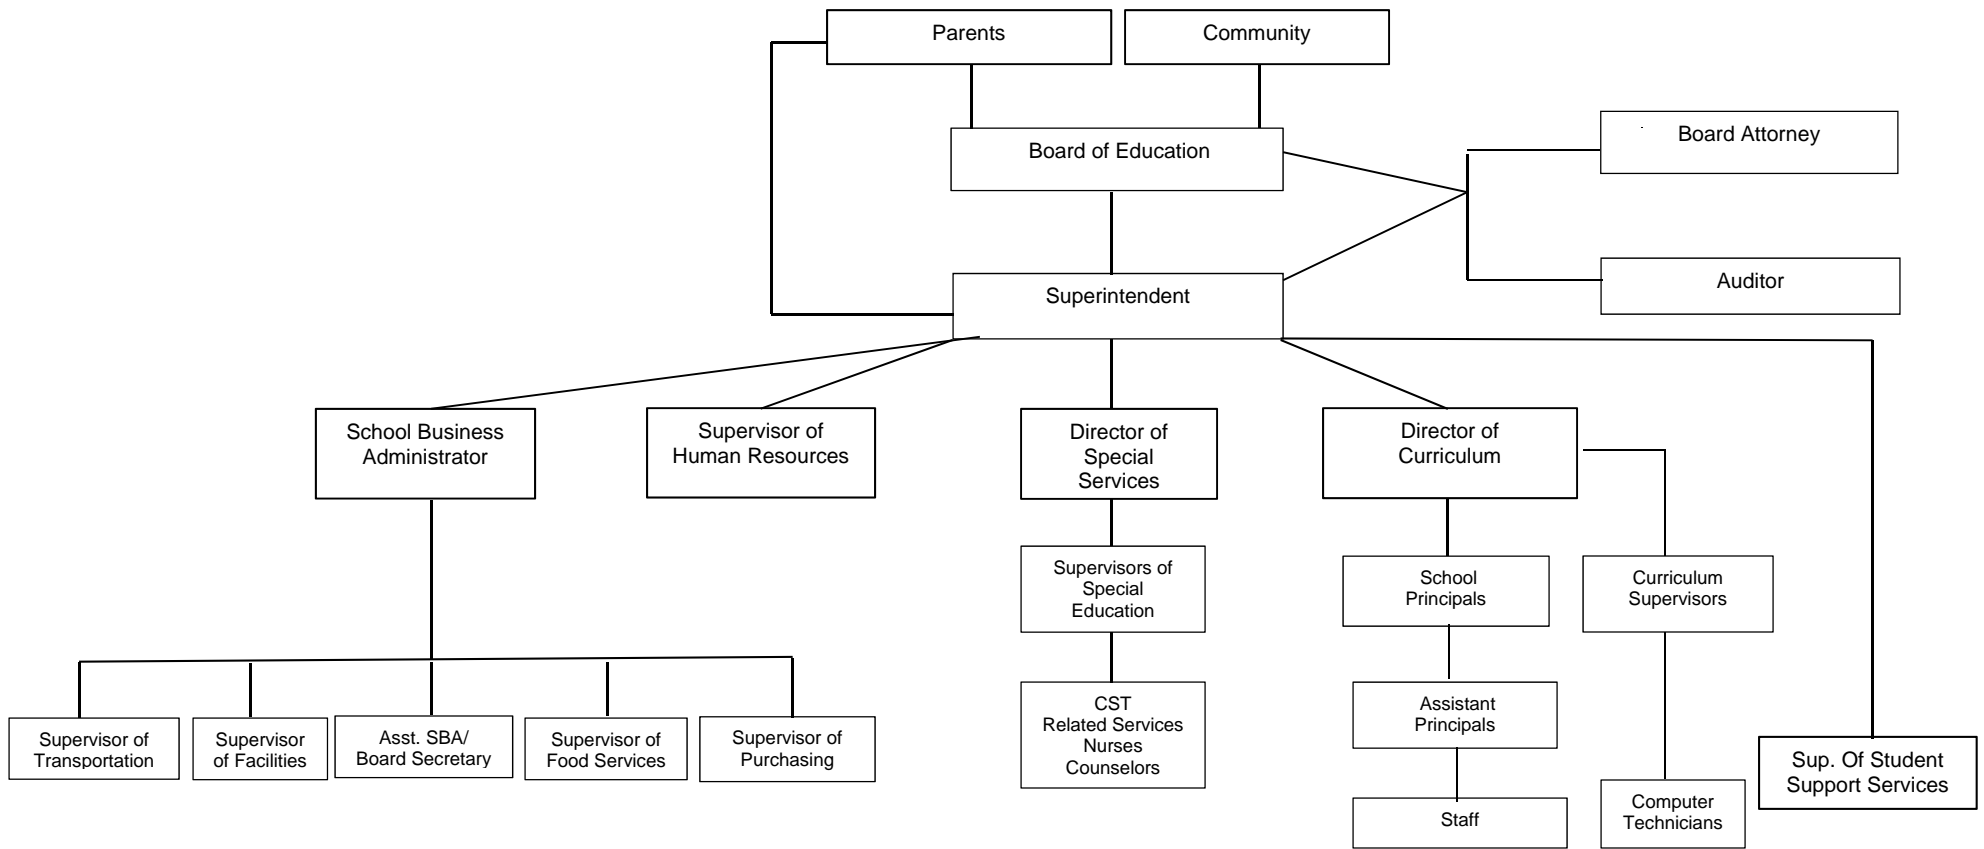 Parents
Community
Board of Education
Board Attorney
Auditor
Superintendent
School Business
Administrator
Supervisor of
Human Resources
Director of
Special
Services
Director of
Curriculum
Supervisors of
Special
Education
School
Principals
Curriculum
Supervisors
CST
Related Services
Nurses
Counselors
Assistant
Principals
Supervisor of
Transportation
Supervisor
of Facilities
Asst. SBA/
Board Secretary
Supervisor of
Food Services
Supervisor of
Purchasing
Sup. Of Student
Support Services
Staff
Computer
Technicians